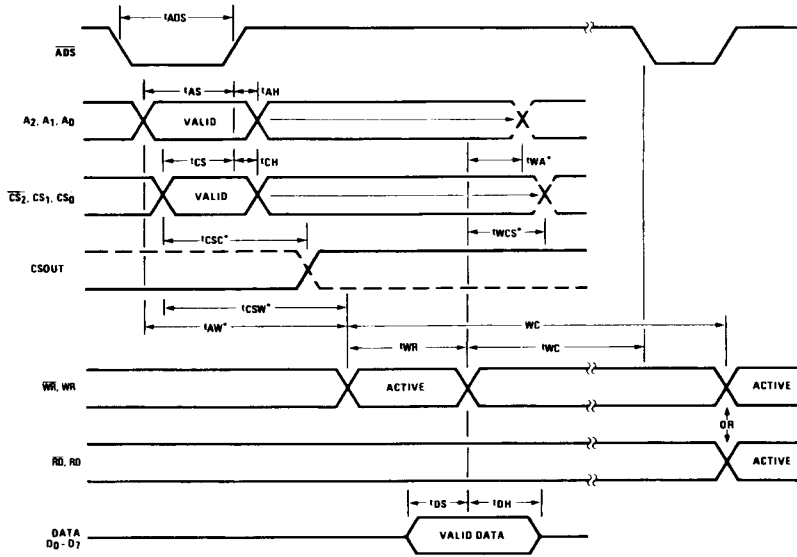 tADS
ADS
tAS
tAH
A2, A1, A0
VALID
tCS
tCH
tWA*
CS2, CS1, CS0
VALID
tCSC*
tWCS*
CSOUT
tCSW*
tAW*
WC
tWR
tWC
WR, WR
ACTIVE
ACTIVE
OR
RD, RD
ACTIVE
tDS
tDH
DATA
D0-D7
VALID DATA